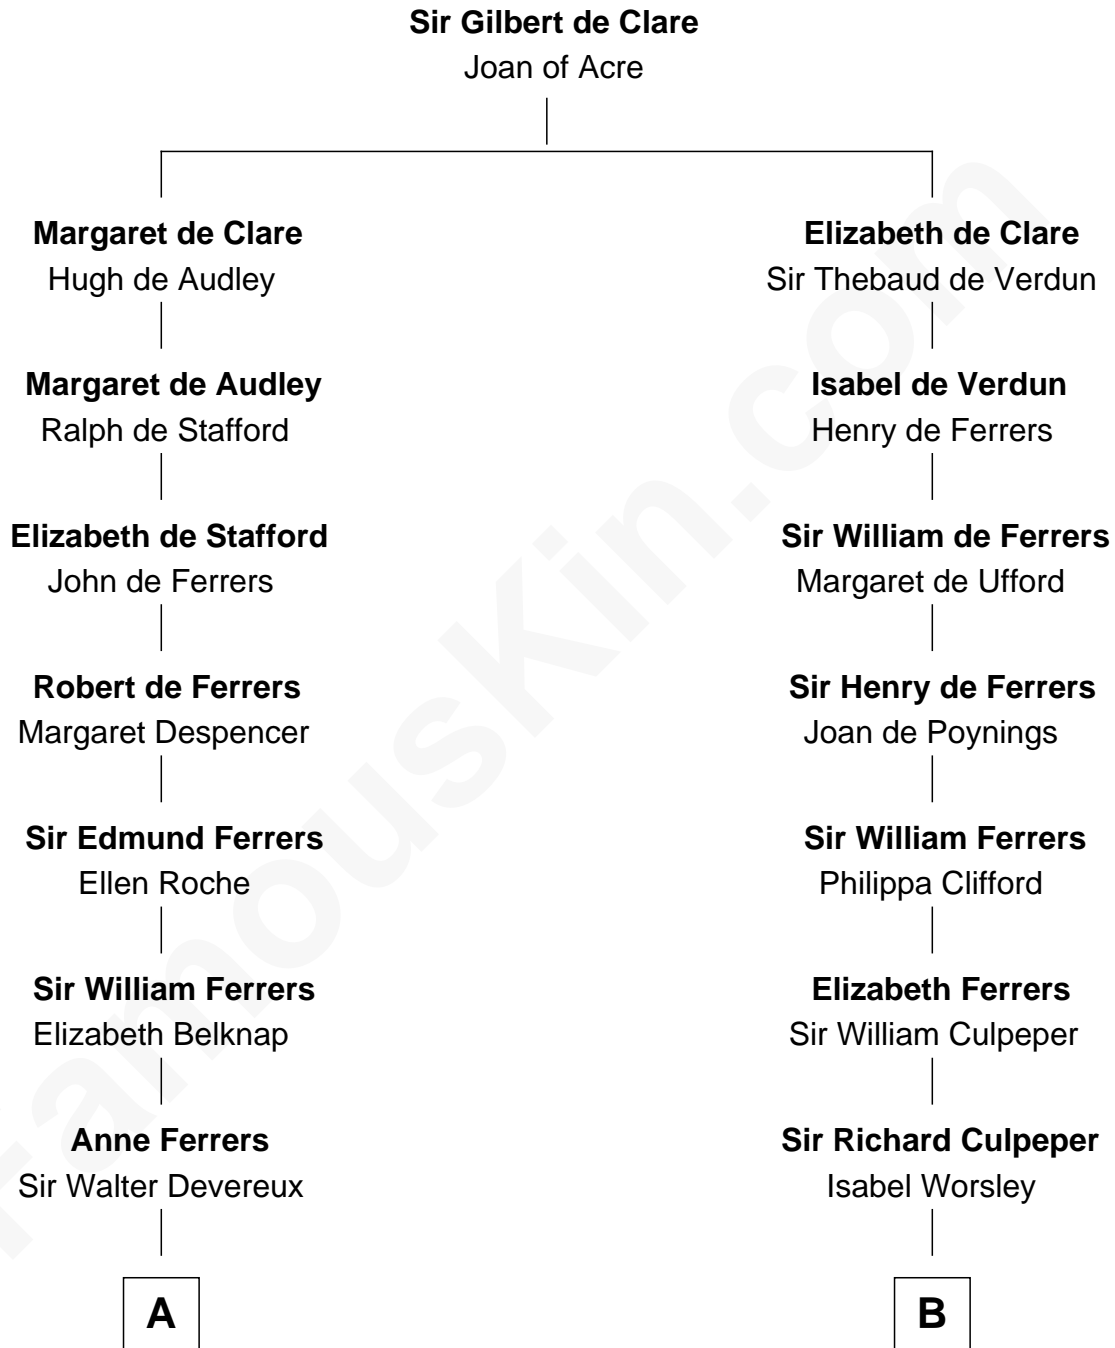 Sir Gilbert de Clare
Joan of Acre
Margaret de Clare
Hugh de Audley
Elizabeth de Clare
Sir Thebaud de Verdun
Margaret de Audley
Ralph de Stafford
Isabel de Verdun
Henry de Ferrers
Elizabeth de Stafford
John de Ferrers
Sir William de Ferrers
Margaret de Ufford
Robert de Ferrers
Margaret Despencer
Sir Henry de Ferrers
Joan de Poynings
Sir Edmund Ferrers
Ellen Roche
Sir William Ferrers
Philippa Clifford
Sir William Ferrers
Elizabeth Belknap
Elizabeth Ferrers
Sir William Culpeper
Anne Ferrers
Sir Walter Devereux
Sir Richard Culpeper
Isabel Worsley
A
B
FamousKin.com